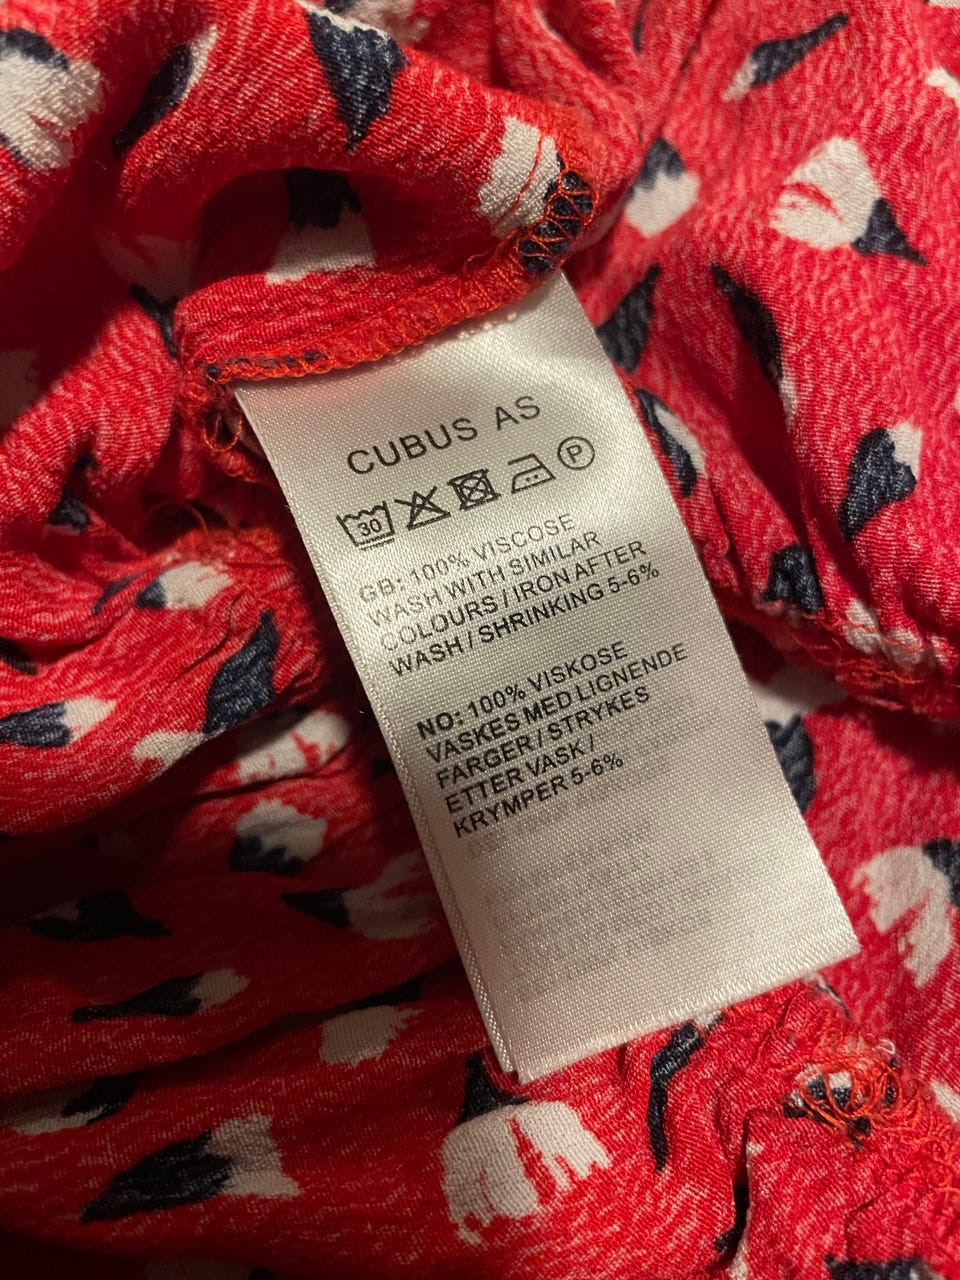 CUBUS AS
30 P
GB: 100% VISCOSE
WASH WITH SIMILAR
COLOURS / IRON AFTER
WASH / SHRINKING 5-6%
NO: 100% VISKOSE
VASKES MED LIGNENDE
FARGER / STRYKES
ETTER VASK /
KRYMPER 5-6%